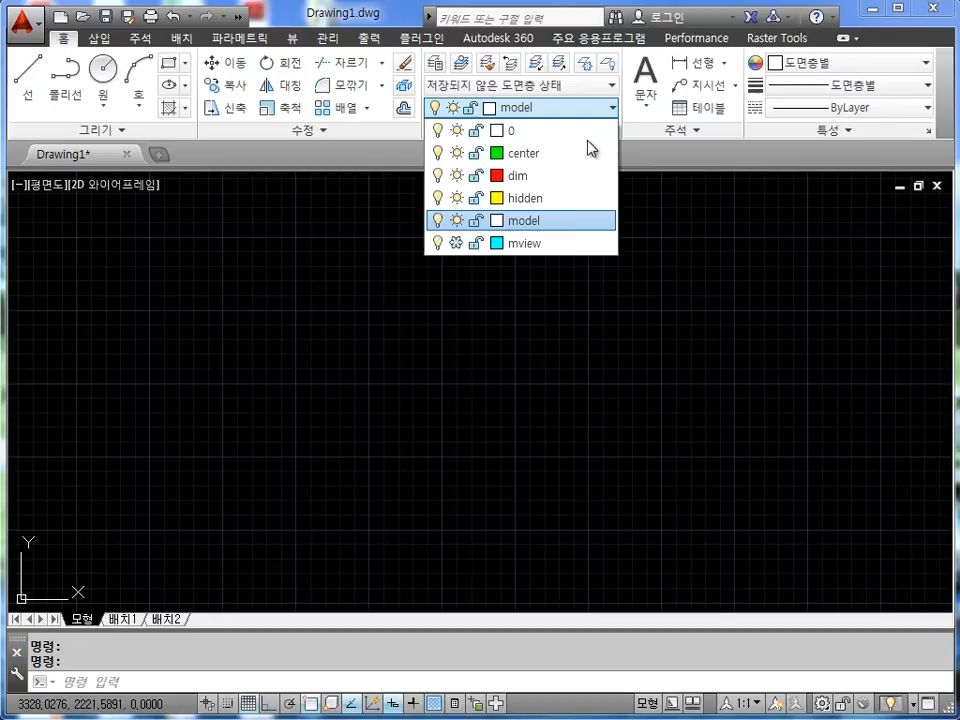 Drawing1.dwg
키워드 또는 구절 입력
로그인
홈 삽입 주석 배치 파라메트릭 뷰 관리 출력 플러그인 Autodesk 360 주요 응용프로그램 Performance Raster Tools
선 폴리선 원 호
이동 회전 자르기
복사 대칭 모깎기
신축 축척 배열
저장되지 않은 도면층 상태
model
문자
선형
지시선
테이블
도면층별
도면층별
ByLayer
그리기
수정
주석
특성
0
center
dim
hidden
model
mview
Drawing1*
[−][평면도][2D 와이어프레임]
Y
X
모형 배치1 배치2
명령:
명령:
명령 입력
3328,0276, 2221,5891, 0,0000
모형
1:1